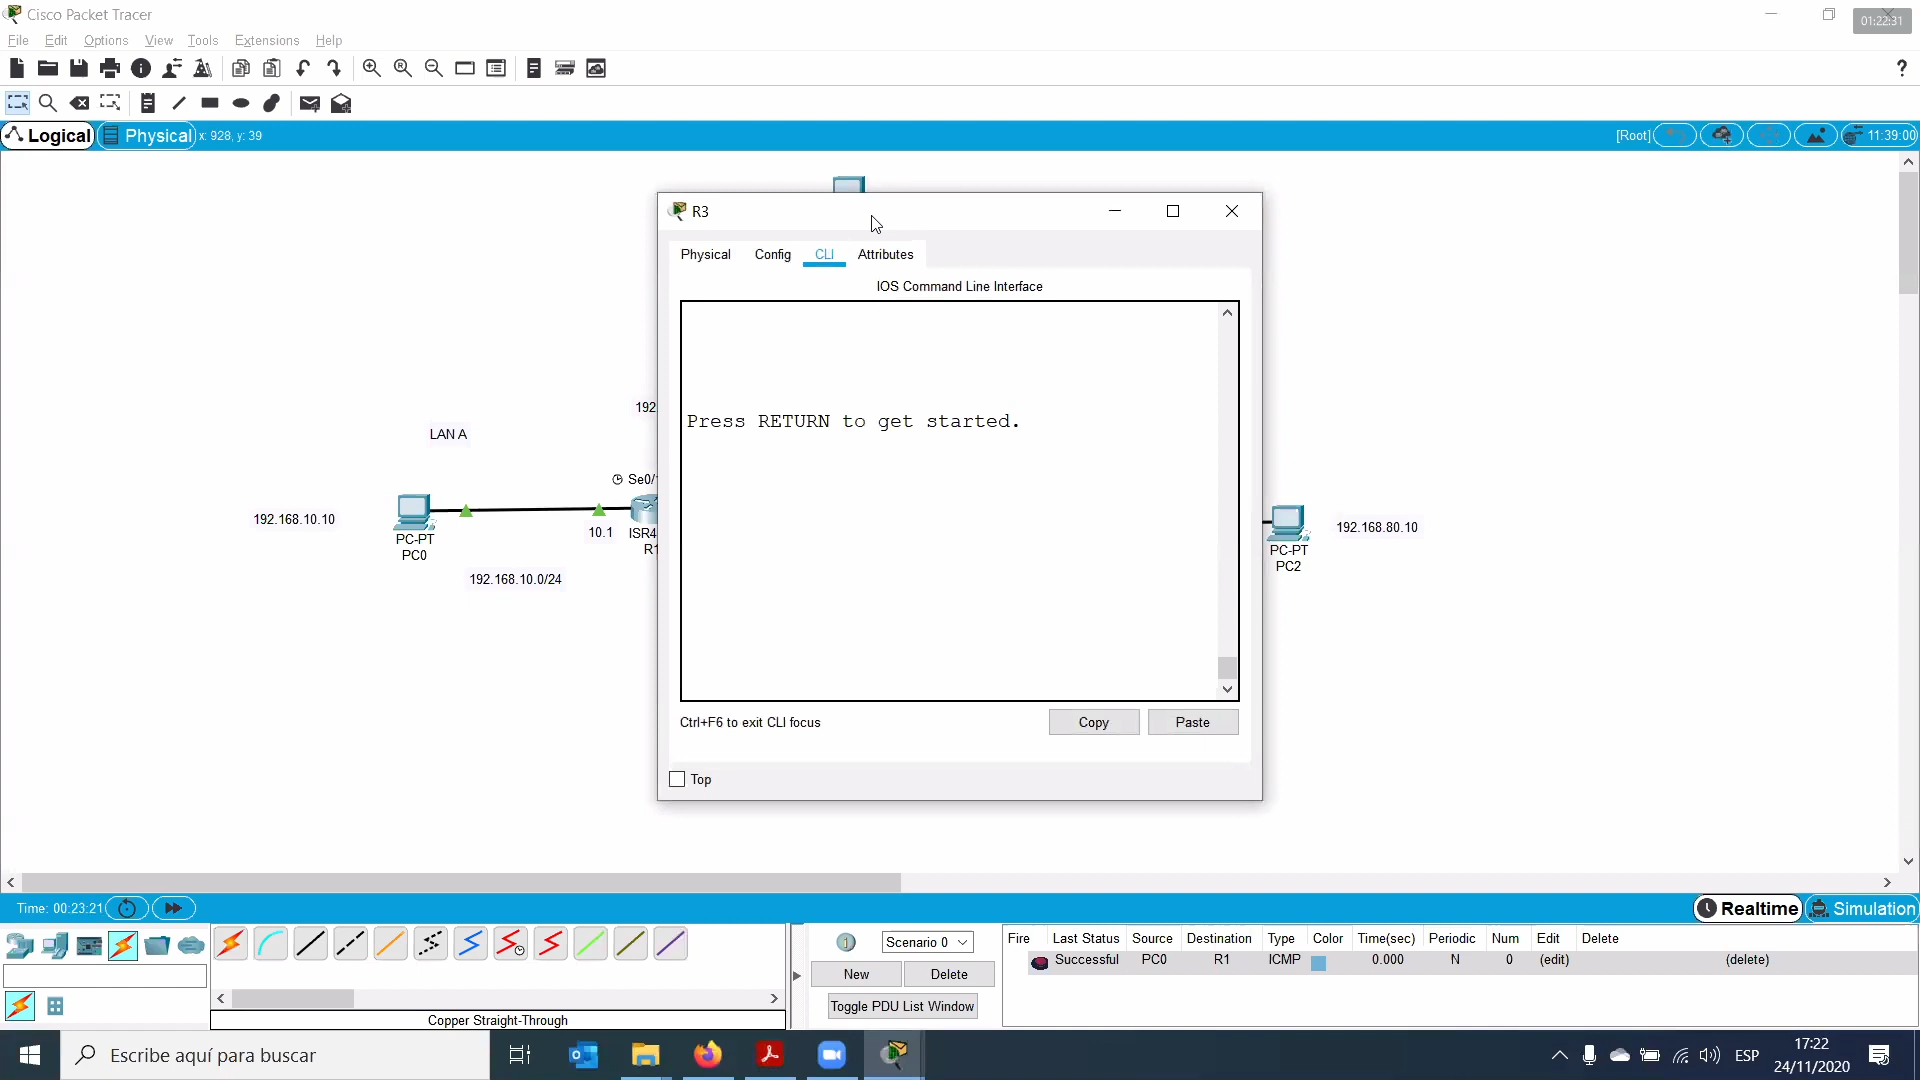 Cisco Packet Tracer
01:22:31
File Edit Options View Tools Extensions Help
?
Logical Physical x: 928, y: 39
[Root] 11:39:00
R3
Physical Config CLI Attributes
IOS Command Line Interface
Press RETURN to get started.
Ctrl+F6 to exit CLI focus
Copy Paste
Top
192
LAN A
Se0/
192.168.10.10
10.1
ISR4
R1
PC-PT
PC0
192.168.10.0/24
PC-PT
PC2
192.168.80.10
Time: 00:23:21
Realtime Simulation
Scenario 0
New Delete
Toggle PDU List Window
Copper Straight-Through
Fire Last Status Source Destination Type Color Time(sec) Periodic Num Edit Delete
Successful PC0 R1 ICMP 0.000 N 0 (edit) (delete)
Escribe aquí para buscar
ESP
17:22
24/11/2020